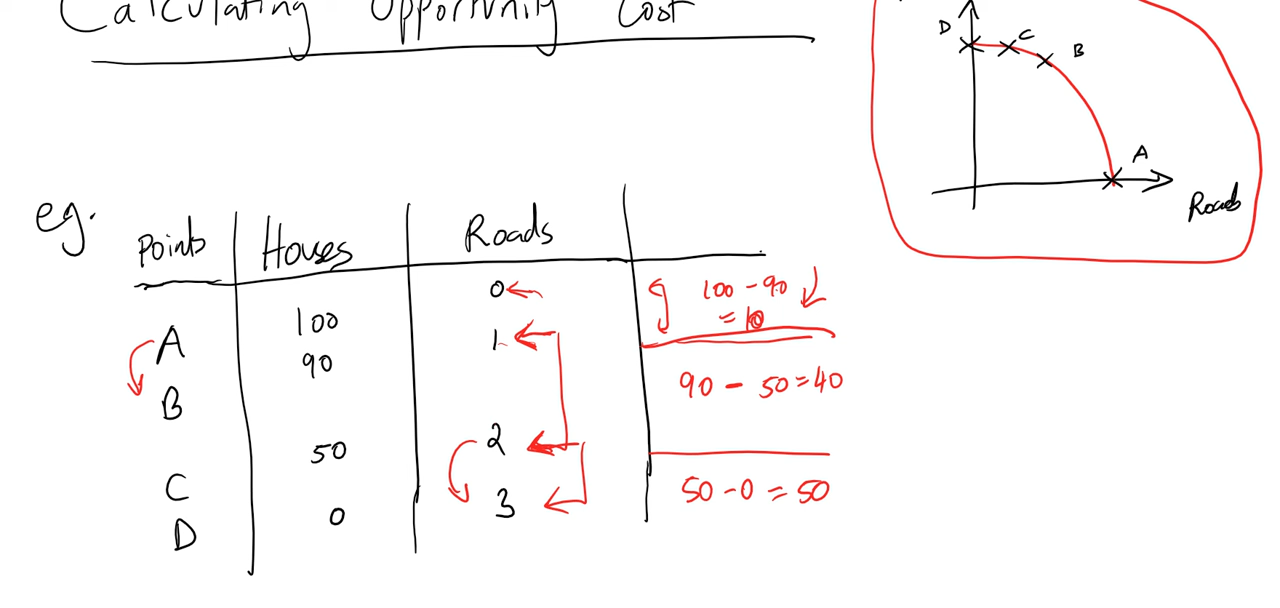 Calculating Opportunity Cost
D C B
A
Roads
eg.
Points Houses Roads
0 100 - 90
A 100 1 = 10
B 90
90 - 50 = 40
C 50 2
D 0 3 50 - 0 = 50